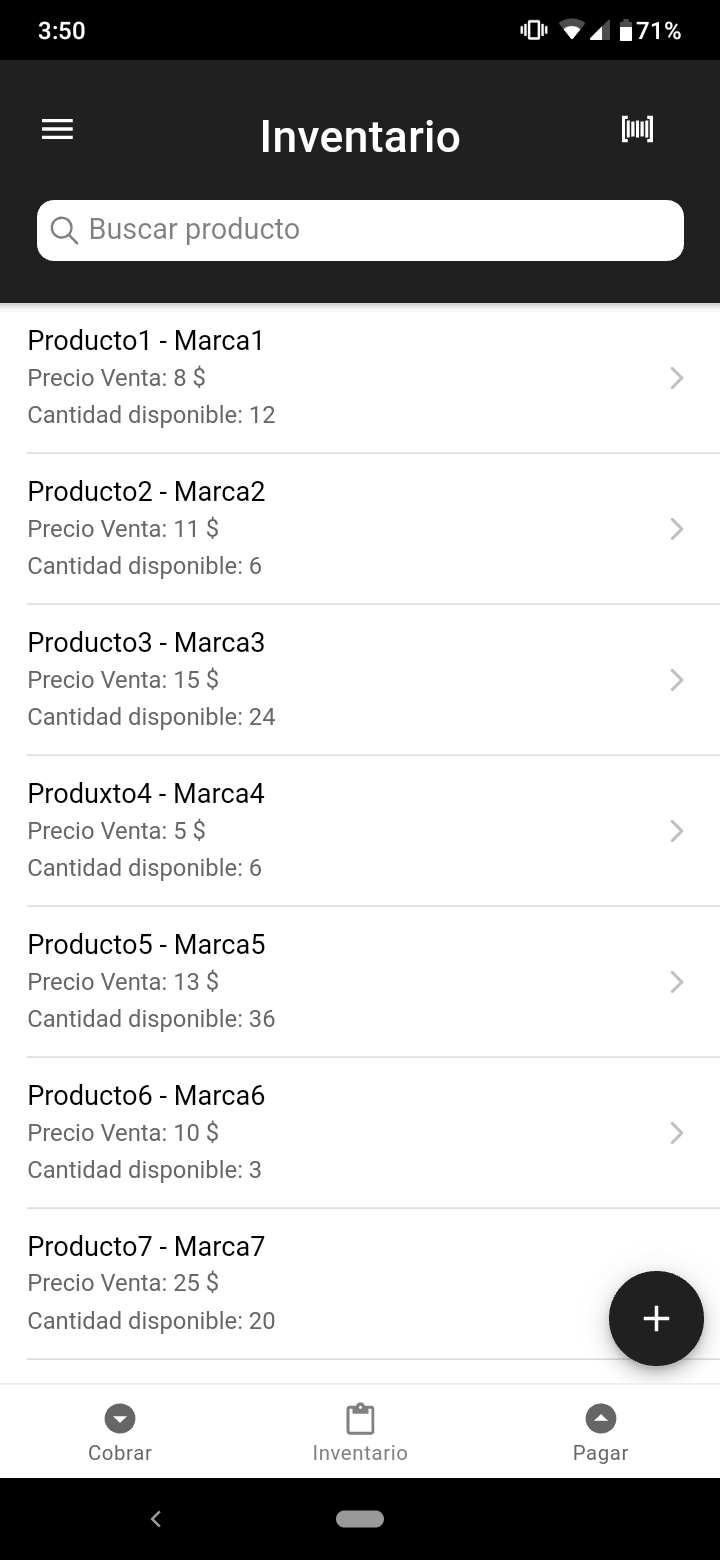 3:50
71%
Inventario
Buscar producto
Producto1 - Marca1
Precio Venta: 8 $
Cantidad disponible: 12
Producto2 - Marca2
Precio Venta: 11 $
Cantidad disponible: 6
Producto3 - Marca3
Precio Venta: 15 $
Cantidad disponible: 24
Produxto4 - Marca4
Precio Venta: 5 $
Cantidad disponible: 6
Producto5 - Marca5
Precio Venta: 13 $
Cantidad disponible: 36
Producto6 - Marca6
Precio Venta: 10 $
Cantidad disponible: 3
Producto7 - Marca7
Precio Venta: 25 $
Cantidad disponible: 20
Cobrar
Inventario
Pagar